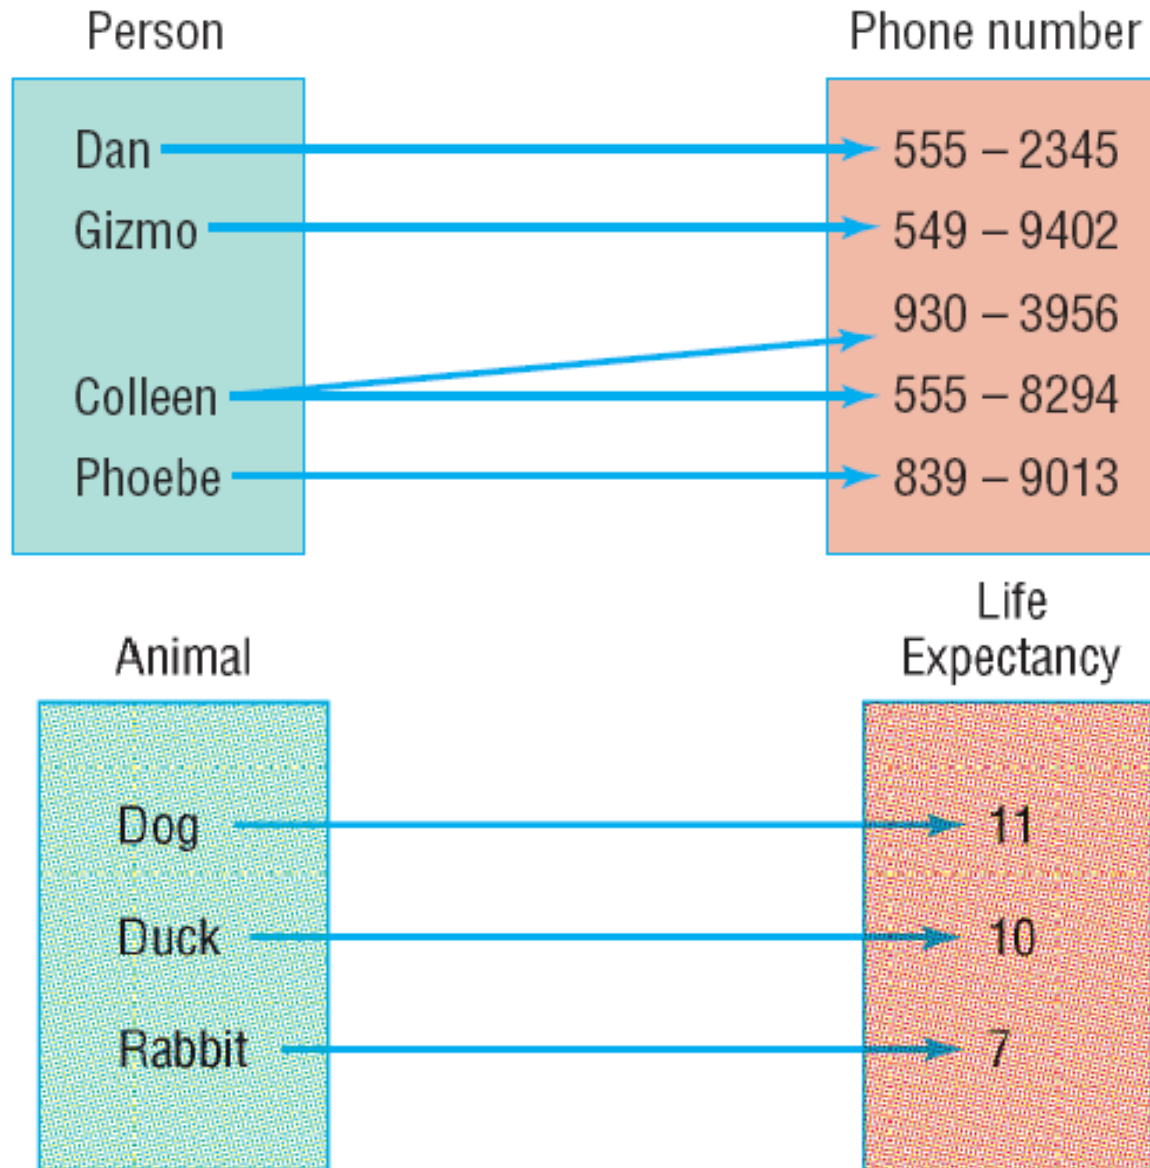 Person
Phone number
Dan
555 – 2345
Gizmo
549 – 9402
930 – 3956
Colleen
555 – 8294
Phoebe
839 – 9013
Animal
Life
Expectancy
Dog
11
Duck
10
Rabbit
7